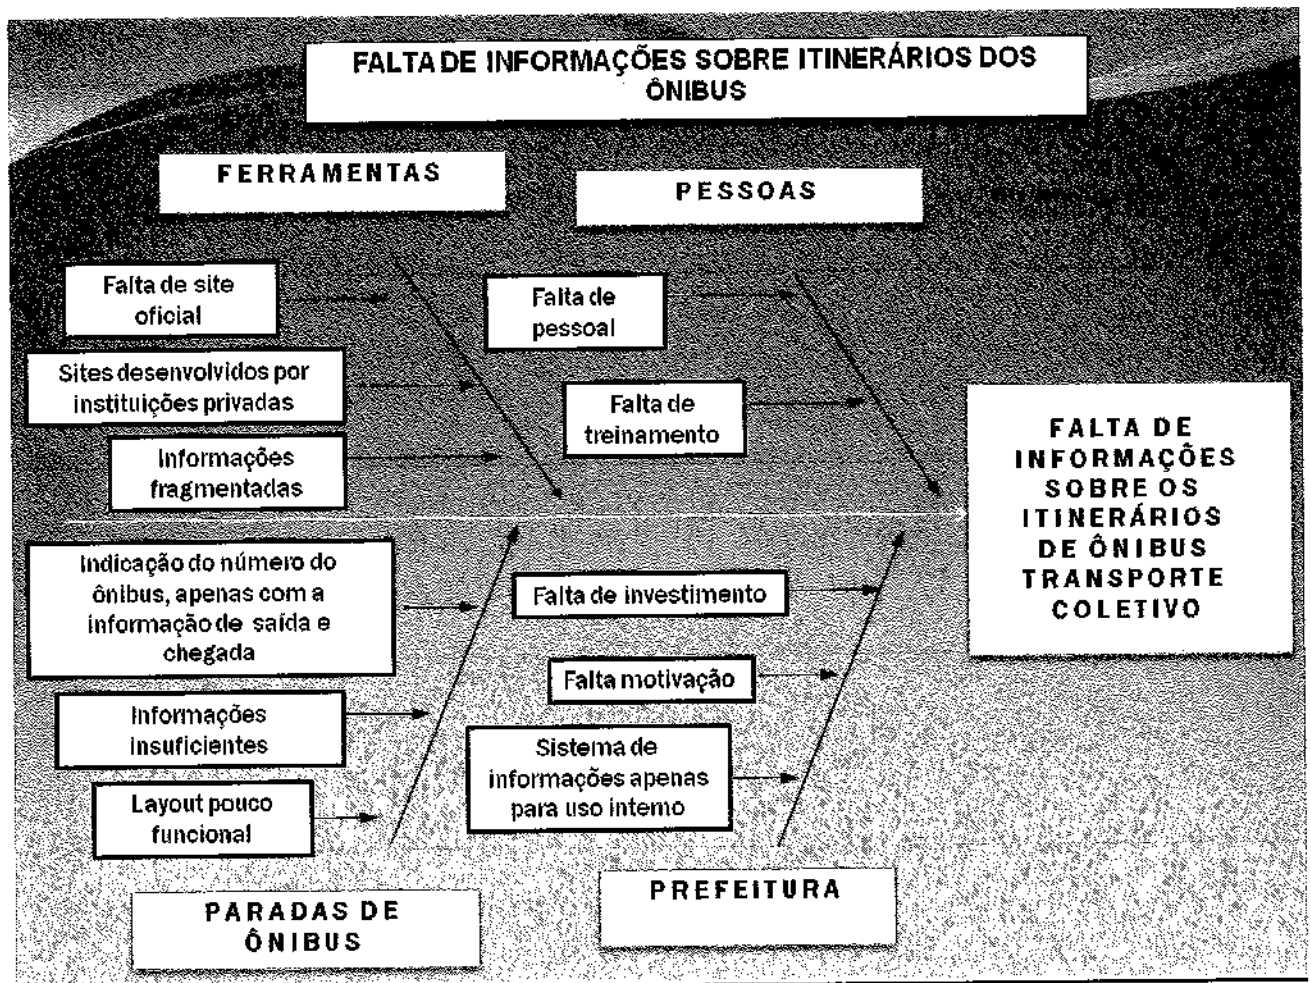 FALTA DE INFORMAÇÕES SOBRE ITINERÁRIOS DOS
ÔNIBUS
FERRAMENTAS
PESSOAS
Falta de site
oficial
Falta de
pessoal
Sites desenvolvidos por
instituições privadas
Falta de
treinamento
Informações
fragmentadas
FALTA DE
INFORMAÇÕES
SOBRE OS
ITINERÁRIOS
DE ÔNIBUS
TRANSPORTE
COLETIVO
Indicação do número do
ônibus, apenas com a
informação de saída e
chegada
Falta de investimento
Falta motivação
Informações
insuficientes
Sistema de
informações apenas
para uso interno
Layout pouco
funcional
PARADAS DE
ÔNIBUS
PREFEITURA